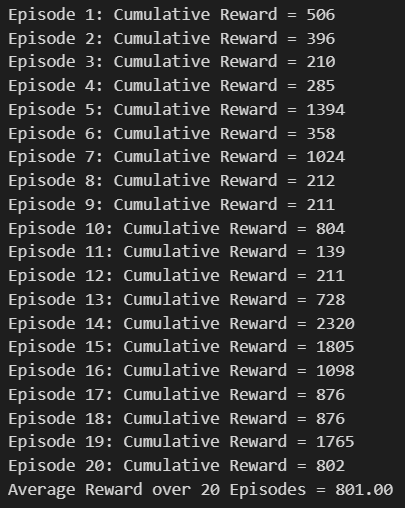 Episode 1: Cumulative Reward = 506
Episode 2: Cumulative Reward = 396
Episode 3: Cumulative Reward = 210
Episode 4: Cumulative Reward = 285
Episode 5: Cumulative Reward = 1394
Episode 6: Cumulative Reward = 358
Episode 7: Cumulative Reward = 1024
Episode 8: Cumulative Reward = 212
Episode 9: Cumulative Reward = 211
Episode 10: Cumulative Reward = 804
Episode 11: Cumulative Reward = 139
Episode 12: Cumulative Reward = 211
Episode 13: Cumulative Reward = 728
Episode 14: Cumulative Reward = 2320
Episode 15: Cumulative Reward = 1805
Episode 16: Cumulative Reward = 1098
Episode 17: Cumulative Reward = 876
Episode 18: Cumulative Reward = 876
Episode 19: Cumulative Reward = 1765
Episode 20: Cumulative Reward = 802
Average Reward over 20 Episodes = 801.00